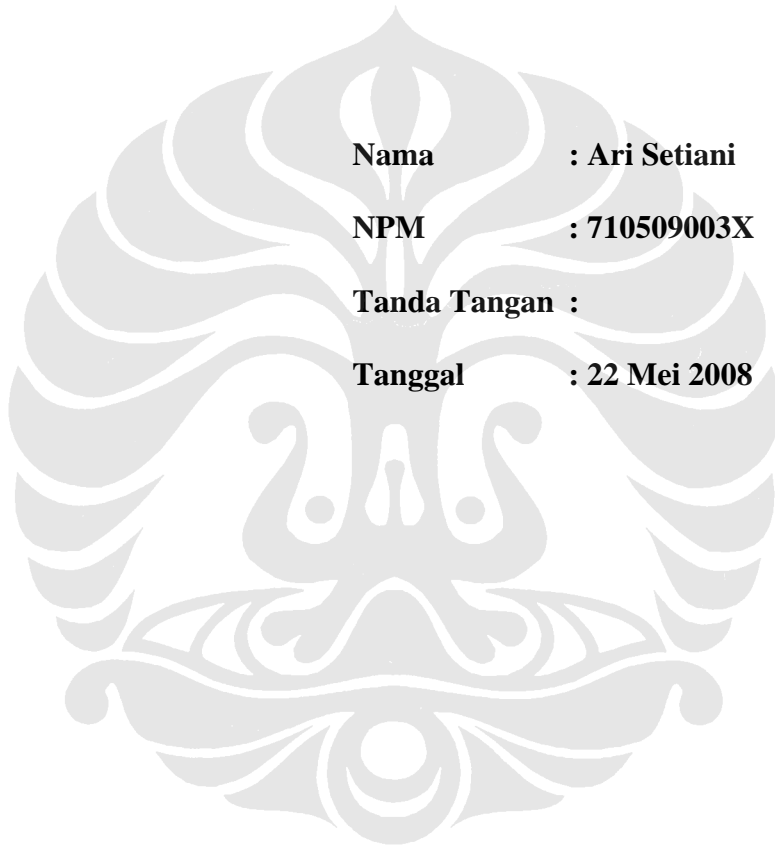 Nama : Ari Setiani
NPM : 710509003X
Tanda Tangan :
Tanggal : 22 Mei 2008